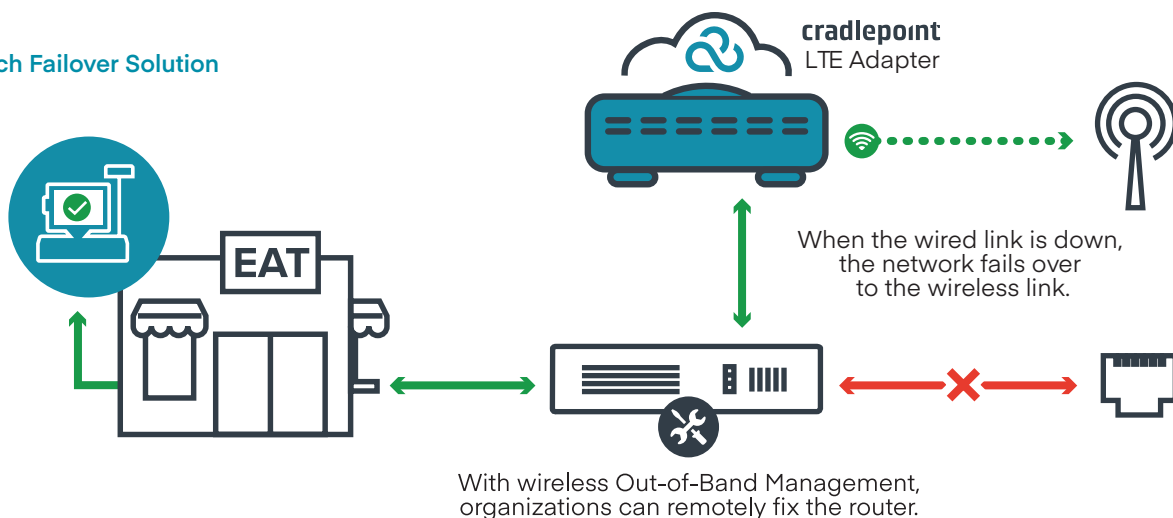 cradlepoint
LTE Adapter
ch Failover Solution
EAT
When the wired link is down,
the network fails over
to the wireless link.
With wireless Out-of-Band Management,
organizations can remotely fix the router.